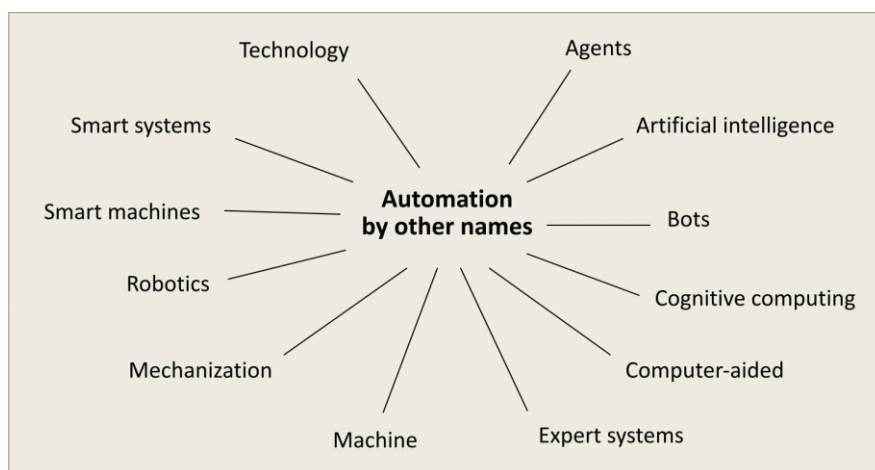 Technology
Agents
Smart systems
Artificial intelligence
Automation
by other names
Smart machines
Bots
Robotics
Cognitive computing
Mechanization
Computer-aided
Machine
Expert systems